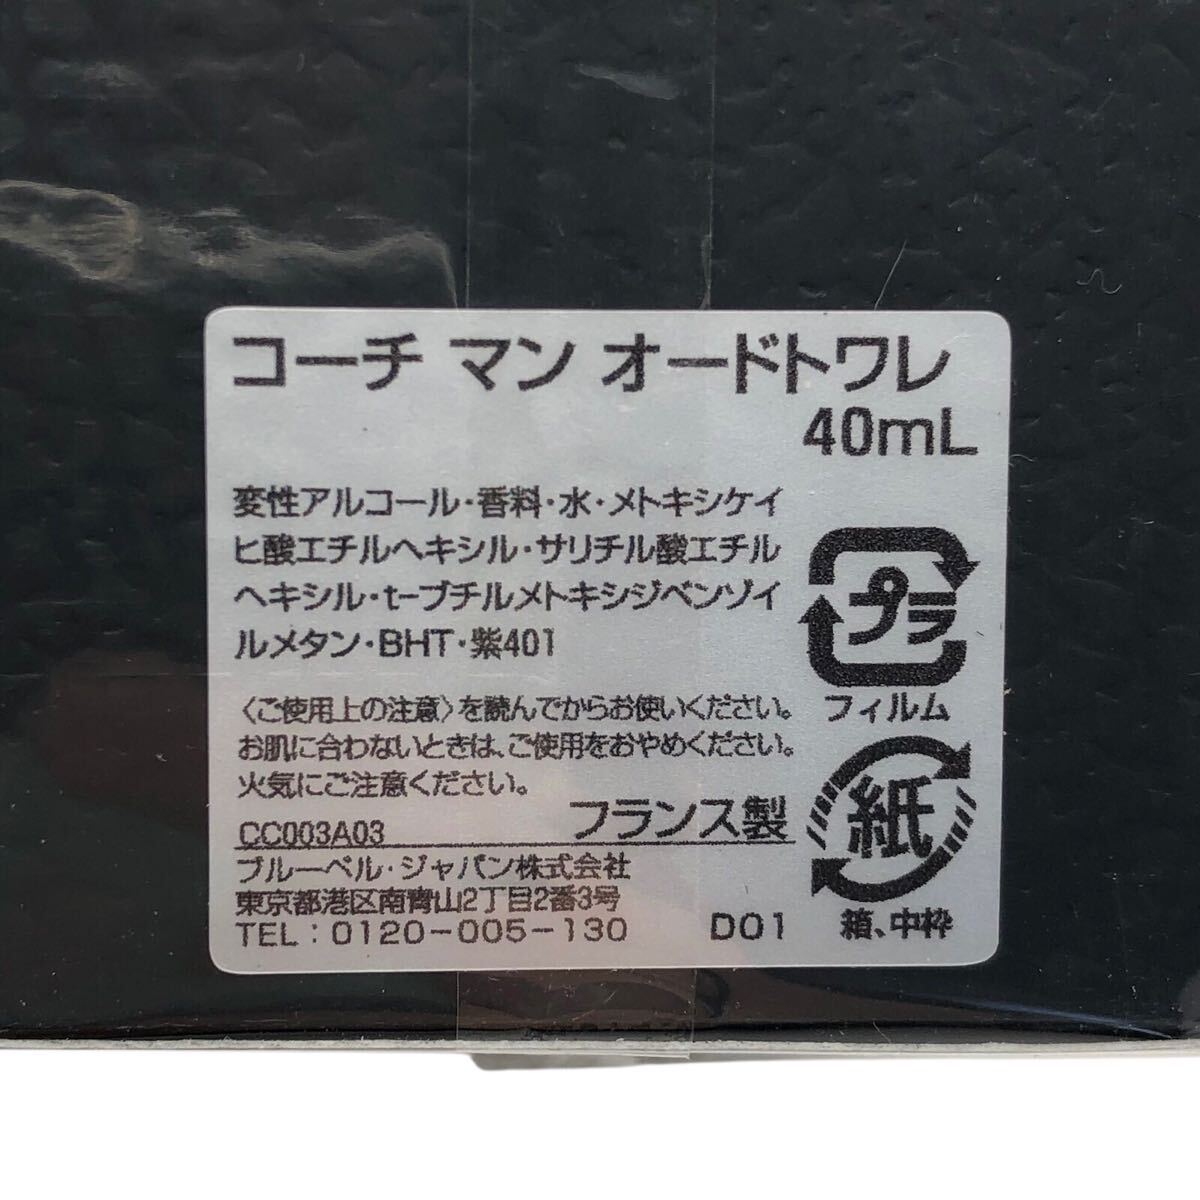 コーチ マン オードトワレ
40mL
変性アルコール・香料・水・メトキシケイ
ヒ酸エチルヘキシル・サリチル酸エチル
ヘキシル・t-ブチルメトキシジベンゾイ
ルメタン・BHT・紫401
〈ご使用上の注意〉を読んでからお使いください。
お肌に合わないときは、ご使用をおやめください。
火気にご注意ください。
CC003A03 フランス製
ブルーベル・ジャパン株式会社
東京都港区南青山2丁目2番3号
TEL:0120-005-130 D01
プラ
フィルム
紙
箱、中枠